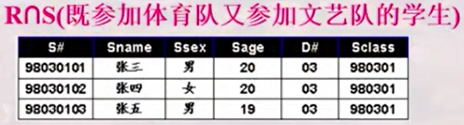 R∩S(既参加体育队又参加文艺队的学生)
S# Sname Ssex Sage D# Sclass
98030101 张三 男 20 03 980301
98030102 张四 女 20 03 980301
98030103 张五 男 19 03 980301